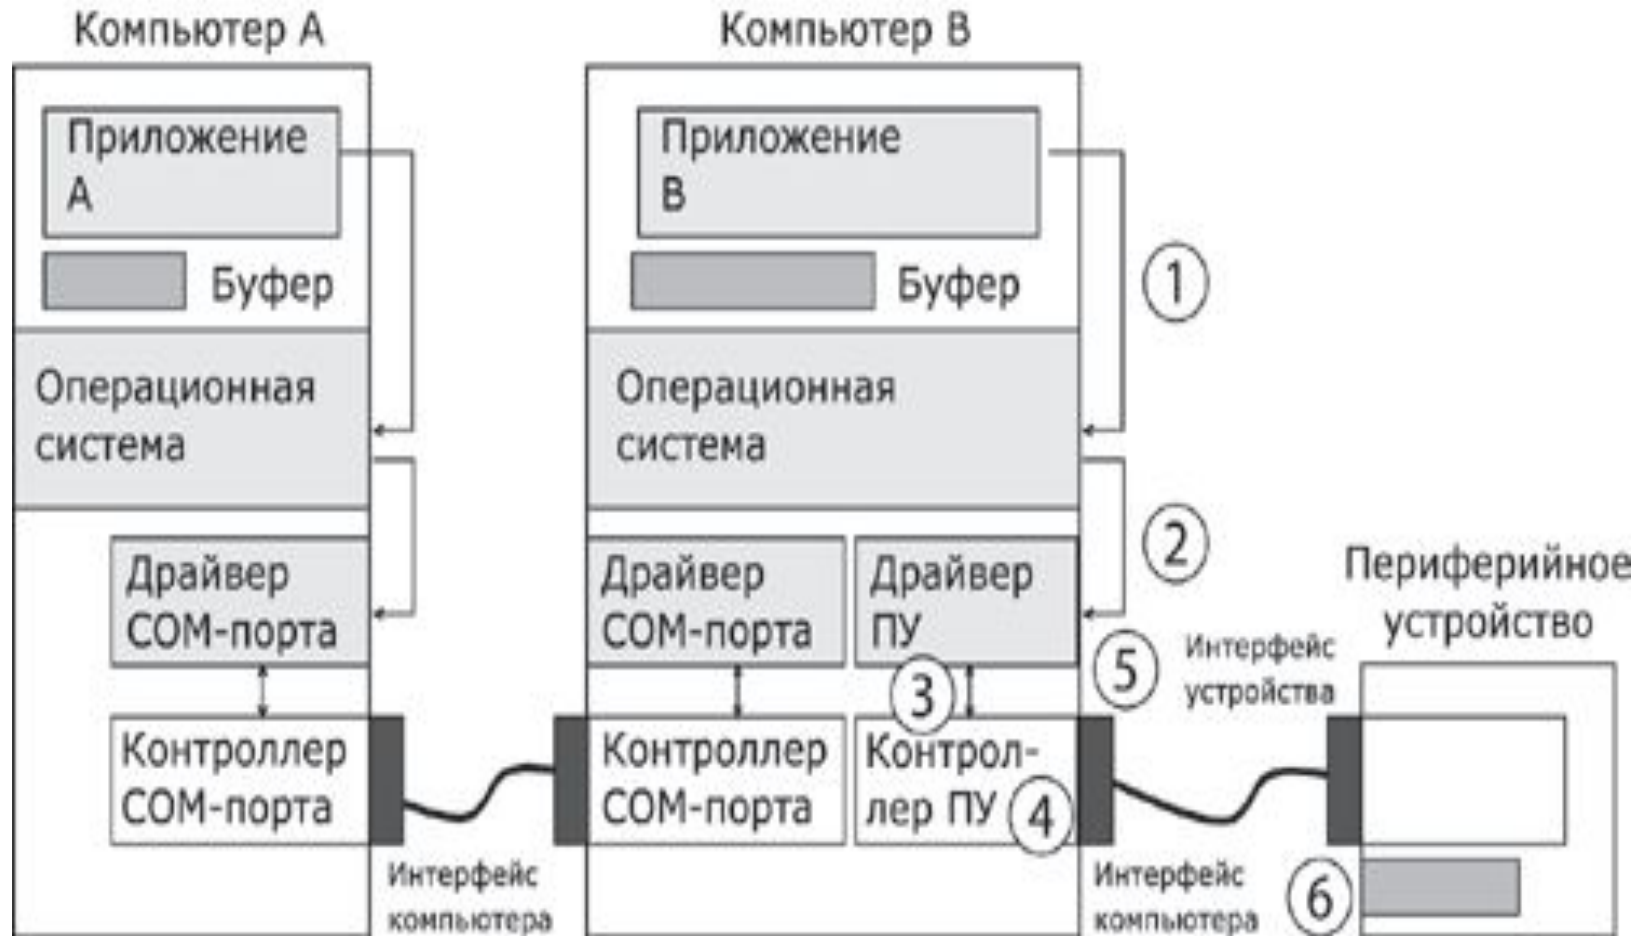 Компьютер А
Компьютер В
Приложение
А
Приложение
В
Буфер
Буфер
1
Операционная
система
Операционная
система
2
Драйвер
СОМ-порта
Драйвер
СОМ-порта
Драйвер
ПУ
Периферийное
устройство
3
5
Интерфейс
устройства
Контроллер
СОМ-порта
Контроллер
СОМ-порта
Контрол-
лер ПУ
4
Интерфейс
компьютера
Интерфейс
компьютера
6